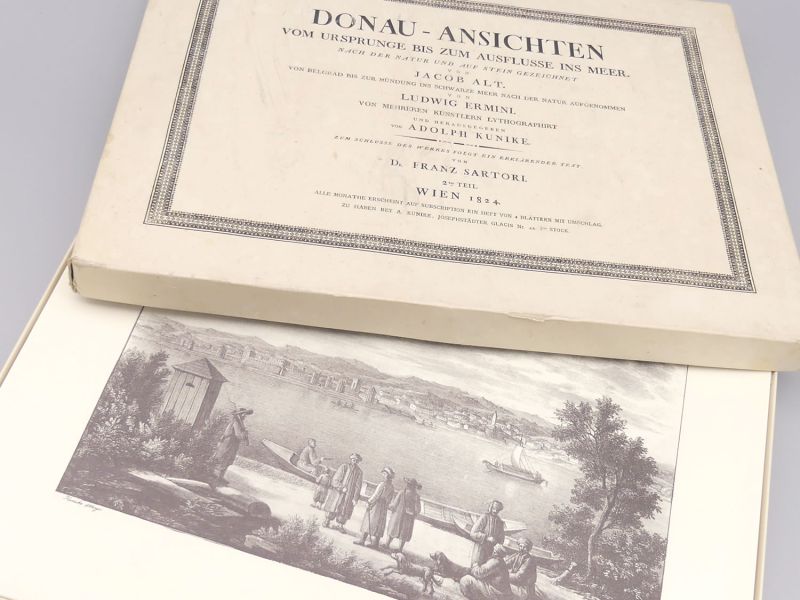 DONAU - ANSICHTEN
VOM URSPRUNGE BIS ZUM AUSFLUSSE INS MEER.
NACH DER NATUR UND AUF STEIN GEZEICHNET
VON
JACOB ALT.
VON BELGRAD BIS ZUR MÜNDUNG INS SCHWARZE MEER NACH DER NATUR AUFGENOMMEN
VON
LUDWIG ERMINI.
VON MEHREREN KÜNSTLERN LYTHOGRAPHIRT
UND HERAUSGEGEBEN
VON ADOLPH KUNIKE.
ZUM SCHLUSSE DES WERKES FOLGT EIN ERKLÄRENDER TEXT
VON
DR. FRANZ SARTORI.
2TER TEIL
WIEN 1824.
ALLE MONATHE ERSCHEINT AUF SUBSCRIPTION EIN HEFT VON 4 BLÄTTERN MIT UMSCHLAG.
ZU HABEN BEY A. KUNIKE, JOSEPHSTÄDTER GLACIS NR. STOCK.